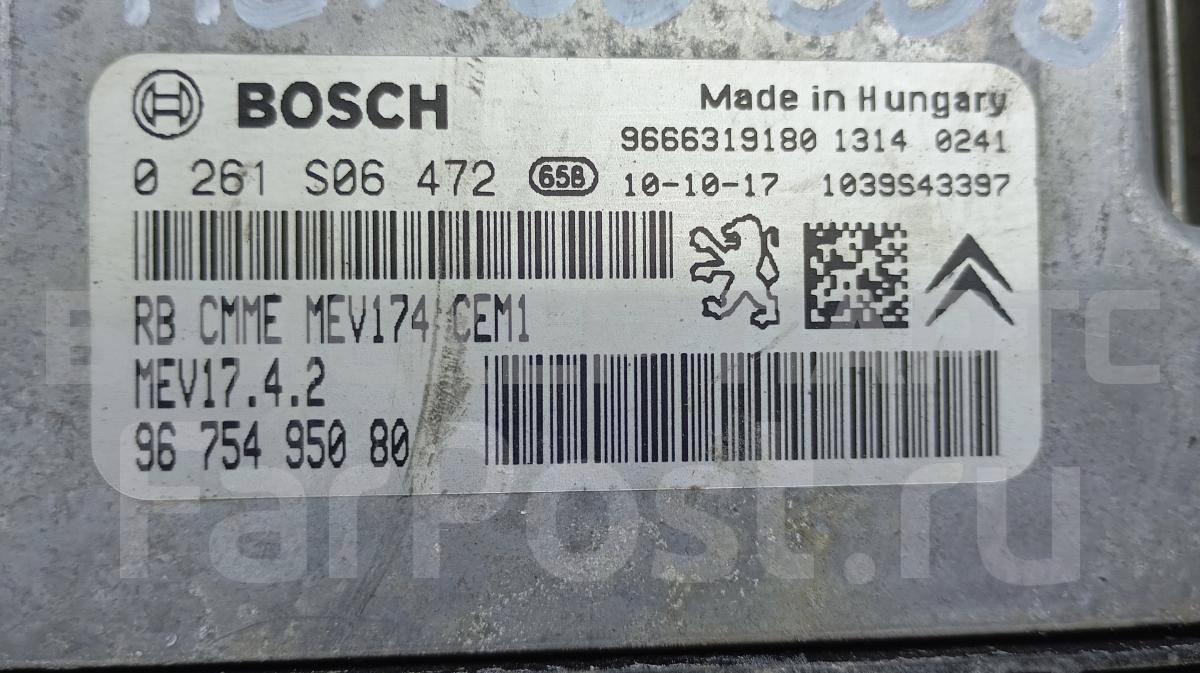 BOSCH
Made in Hungary
9666319180 1314 0241
0 261 S06 472 658 10-10-17 1039S43397
RB CMME MEV174 CEM1
MEV17.4.2
96 754 950 80
FarPost.ru